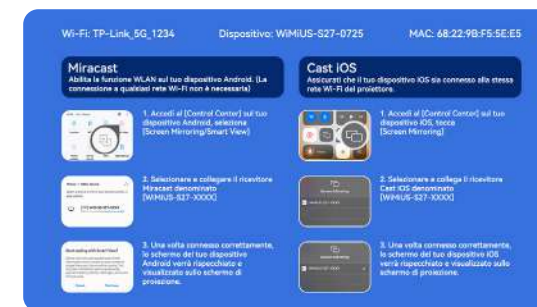 Wi-Fi: TP-Link_5G_1234
Dispositivo: WiMiUS-S27-0725
MAC: 68:22:9B:F5:5E:E5
Miracast
Abilita la funzione WLAN sul tuo dispositivo Android. (La
connessione a qualsiasi rete Wi-Fi non è necessaria)
1. Accedi al [Control Center] sul tuo
dispositivo Android, seleziona
[Screen Mirroring/Smart View]
2. Selezionare e collegare il ricevitore
Miracast denominato
[WiMiUS-S27-XXXX]
3. Una volta connesso correttamente,
lo schermo del tuo dispositivo
Android verrà rispecchiato e
visualizzato sullo schermo di
proiezione.
Cast iOS
Assicurati che il tuo dispositivo iOS sia connesso alla stessa
rete Wi-Fi del proiettore.
1. Accedi al [Control Center] sul tuo
dispositivo iOS, tocca
[Screen Mirroring]
2. Selezionare e collega il ricevitore
Cast iOS denominato
[WiMiUS-S27-XXXX]
3. Una volta connesso correttamente,
lo schermo del tuo dispositivo iOS
verrà rispecchiato e visualizzato sullo
schermo di proiezione.